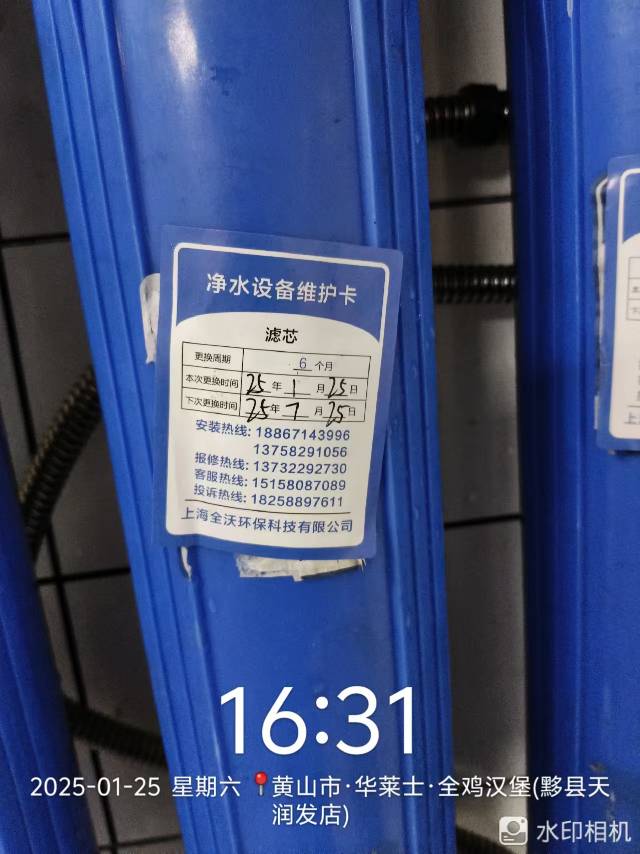 净水设备维护卡
滤芯
更换周期 6 个月
本次更换时间 25 年 1 月 25 日
下次更换时间 25 年 7 月 25 日
安装热线: 18867143996
13758291056
报修热线: 13732292730
客服热线: 15158087089
投诉热线: 18258897611
上海全沃环保科技有限公司
16:31
2025-01-25 星期六 黄山市·华莱士·全鸡汉堡(黟县天
润发店)
水印相机